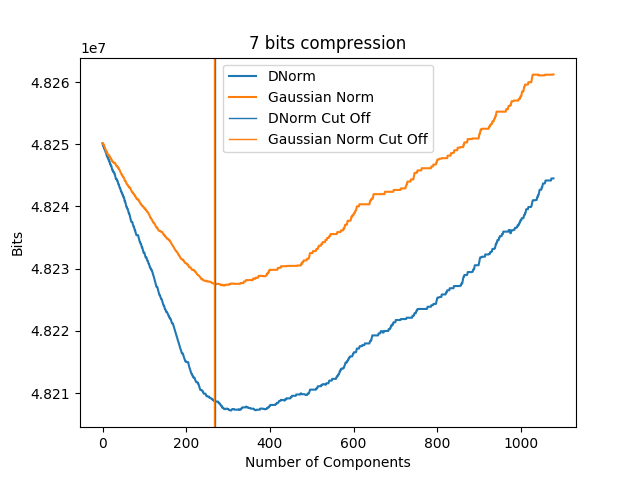 7 bits compression
1e7
DNorm
Gaussian Norm
DNorm Cut Off
Gaussian Norm Cut Off
4.826
4.825
4.824
4.823
4.822
4.821
Bits
0 200 400 600 800 1000
Number of Components